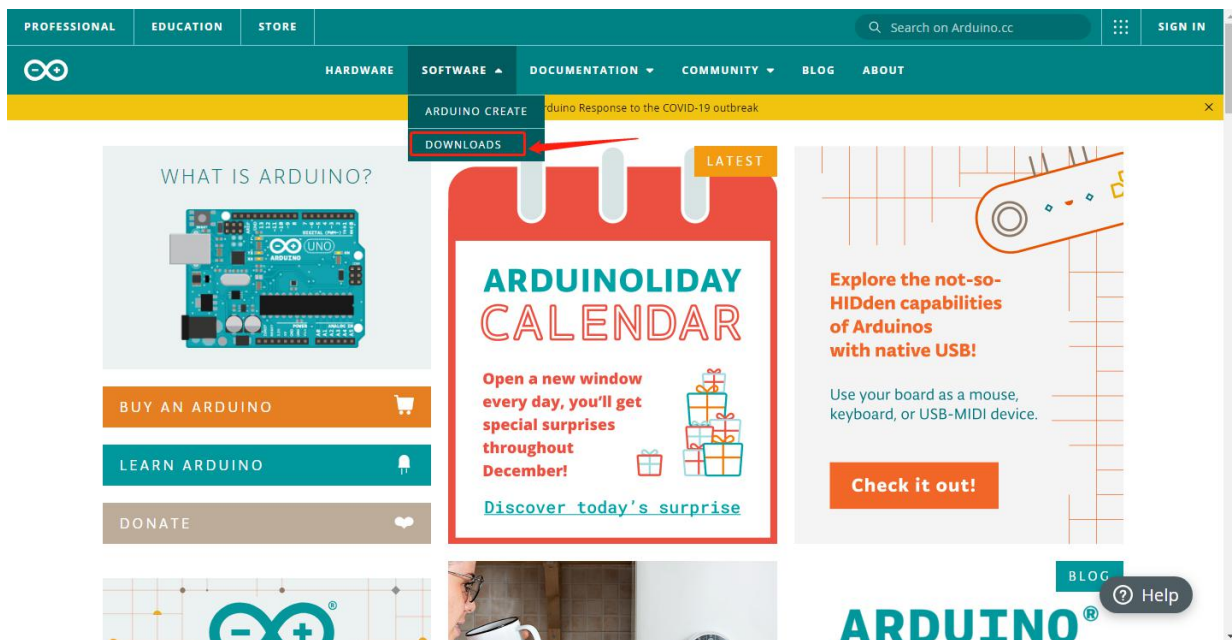 PROFESSIONAL
EDUCATION
STORE
Search on Arduino.cc
SIGN IN
HARDWARE
SOFTWARE
DOCUMENTATION
COMMUNITY
BLOG
ABOUT
ARDUINO CREATE
DOWNLOADS
rduino Response to the COVID-19 outbreak
WHAT IS ARDUINO?
UNO
ARDUINO
BUY AN ARDUINO
LEARN ARDUINO
DONATE
LATEST
ARDUINOLIDAY
CALENDAR
Open a new window
every day, you'll get
special surprises
throughout
December!
Discover today's surprise
Explore the not-so-
HIDden capabilities
of Arduinos
with native USB!
Use your board as a mouse,
keyboard, or USB-MIDI device.
Check it out!
BLOG
ARDUINO®
Help